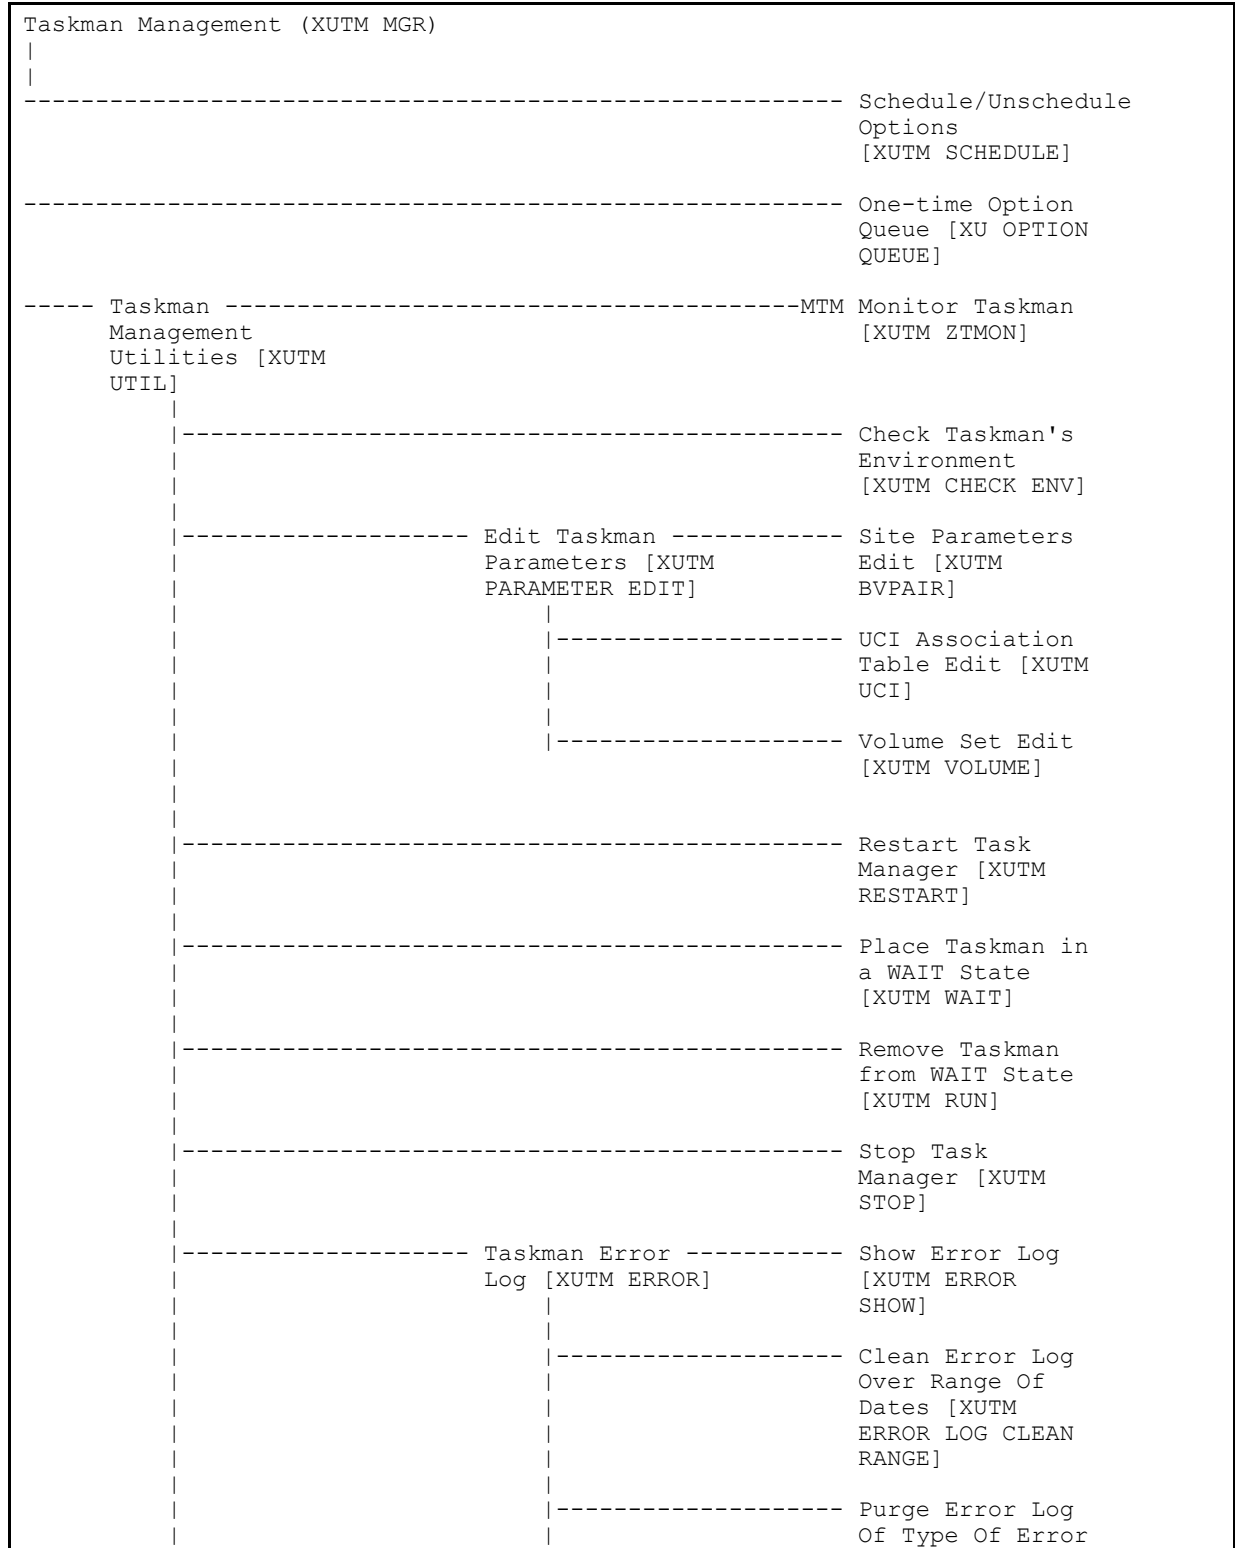 Taskman Management (XUTM MGR)
|
|
--------------------------------------------------------- Schedule/Unschedule
                                                          Options
                                                          [XUTM SCHEDULE]

--------------------------------------------------------- One-time Option
                                                          Queue [XU OPTION
                                                          QUEUE]

----- Taskman ----------------------------------------MTM Monitor Taskman
      Management                                          [XUTM ZTMON]
      Utilities [XUTM
      UTIL]
          |
          |---------------------------------------------- Check Taskman's
          |                                               Environment
          |                                               [XUTM CHECK ENV]
          |
          |-------------------- Edit Taskman ------------ Site Parameters
          |                     Parameters [XUTM          Edit [XUTM
          |                     PARAMETER EDIT]           BVPAIR]
          |                         |
          |                         |-------------------- UCI Association
          |                         |                     Table Edit [XUTM
          |                         |                     UCI]
          |                         |
          |                         |-------------------- Volume Set Edit
          |                                               [XUTM VOLUME]
          |
          |
          |---------------------------------------------- Restart Task
          |                                               Manager [XUTM
          |                                               RESTART]
          |
          |---------------------------------------------- Place Taskman in
          |                                               a WAIT State
          |                                               [XUTM WAIT]
          |
          |---------------------------------------------- Remove Taskman
          |                                               from WAIT State
          |                                               [XUTM RUN]
          |
          |---------------------------------------------- Stop Task
          |                                               Manager [XUTM
          |                                               STOP]
          |
          |-------------------- Taskman Error ----------- Show Error Log
          |                     Log [XUTM ERROR]          [XUTM ERROR
          |                         |                     SHOW]
          |                         |
          |                         |-------------------- Clean Error Log
          |                         |                     Over Range Of
          |                         |                     Dates [XUTM
          |                         |                     ERROR LOG CLEAN
          |                         |                     RANGE]
          |                         |
          |                         |-------------------- Purge Error Log
          |                         |                     Of Type Of Error